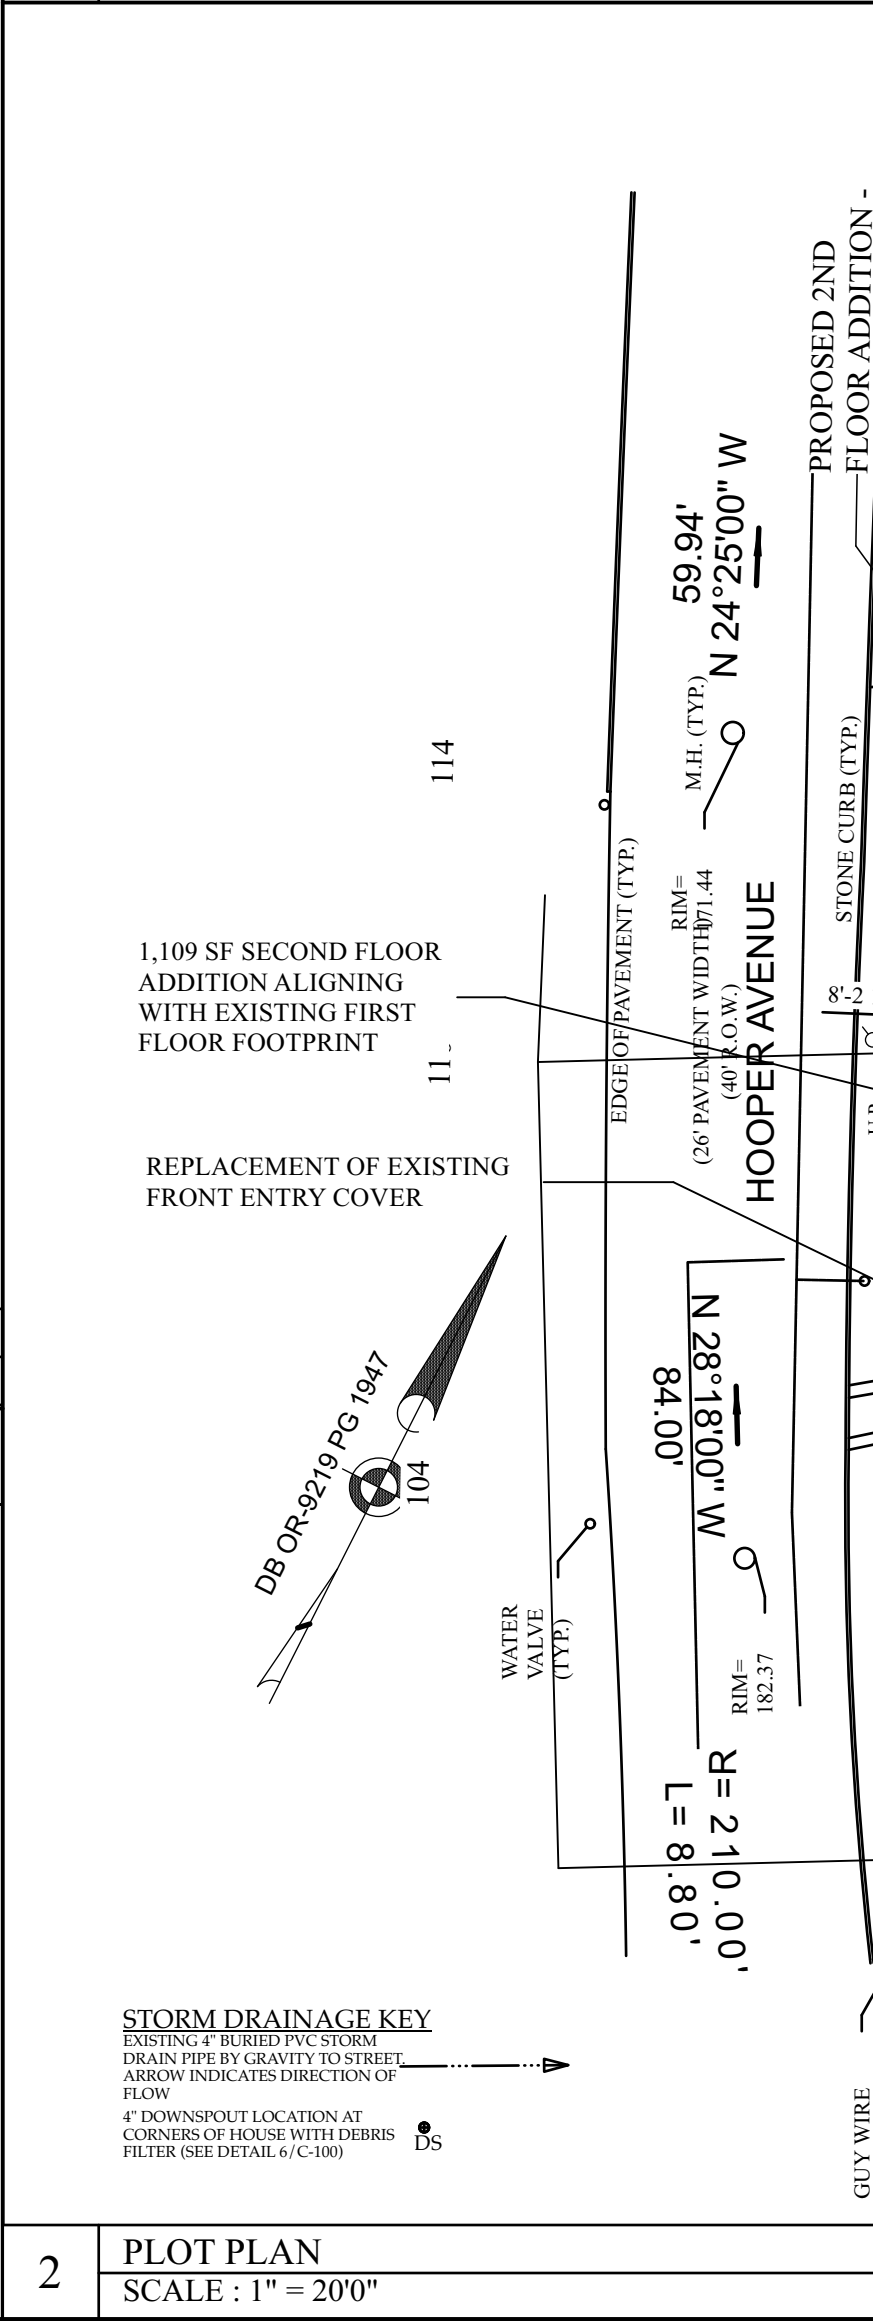 PROPOSED 2ND
FLOOR ADDITION -
59.94'
N 24°25'00" W
M.H. (TYP.)
114
STONE CURB (TYP.)
EDGE OF PAVEMENT (TYP.)
RIM=
171.44
(26' PAVEMENT WIDTH)
(40' R.O.W.)
HOOPER AVENUE
1,109 SF SECOND FLOOR
ADDITION ALIGNING
WITH EXISTING FIRST
FLOOR FOOTPRINT
8'-2
11
REPLACEMENT OF EXISTING
FRONT ENTRY COVER
N 28°18'00" W
84.00'
DB OR-9219 PG 1947
104
WATER
VALVE
(TYP.)
RIM=
182.37
R= 210.00'
L= 8.80'
STORM DRAINAGE KEY
EXISTING 4" BURIED PVC STORM
DRAIN PIPE BY GRAVITY TO STREET.
ARROW INDICATES DIRECTION OF
FLOW
4" DOWNSPOUT LOCATION AT
CORNERS OF HOUSE WITH DEBRIS
FILTER (SEE DETAIL 6/C-100)
DS
GUY WIRE
2
PLOT PLAN
SCALE : 1" = 20'0"